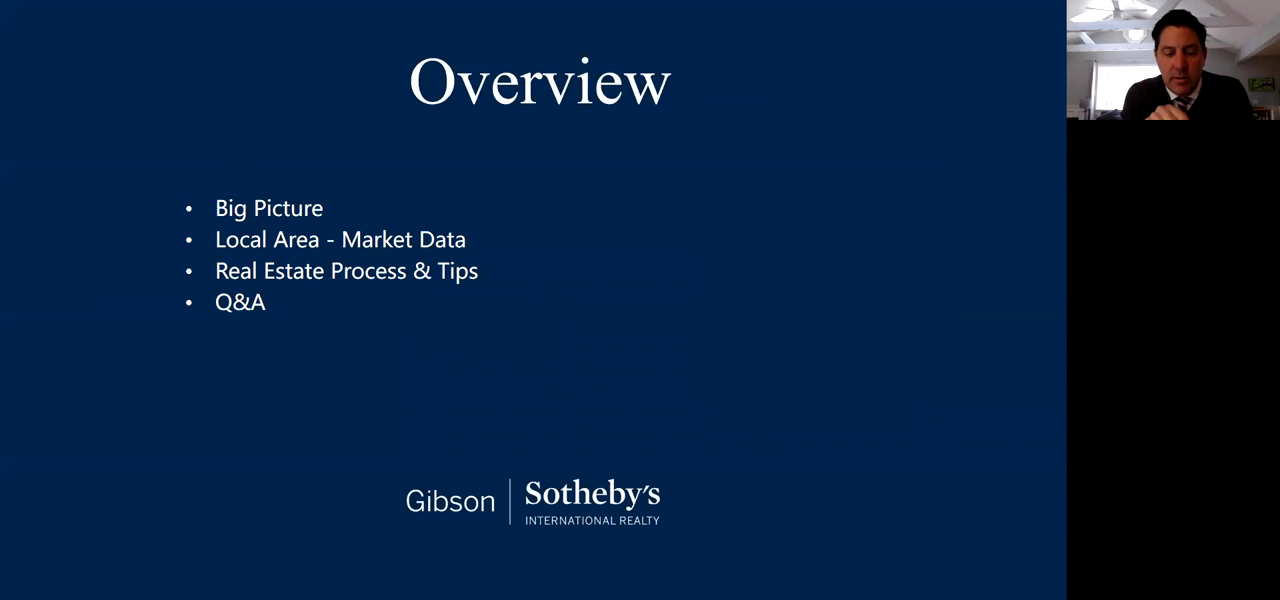 Overview
• Big Picture
• Local Area - Market Data
• Real Estate Process & Tips
• Q&A
Gibson | Sotheby's
INTERNATIONAL REALTY